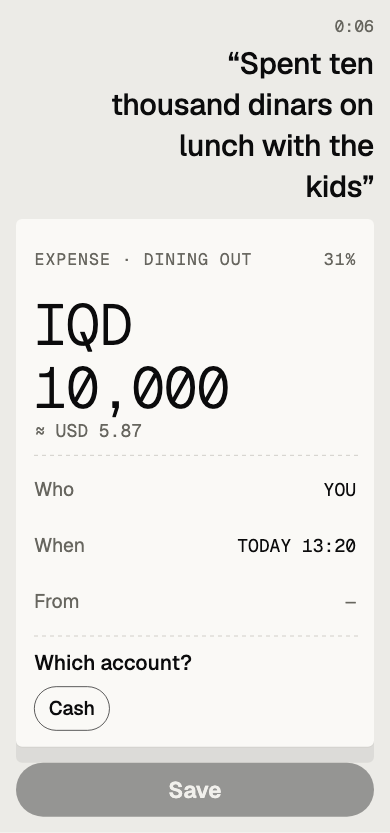 0:06
“Spent ten
thousand dinars on
lunch with the
kids”
EXPENSE · DINING OUT 31%
IQD
10,000
≈ USD 5.87
Who YOU
When TODAY 13:20
From –
Which account?
Cash
Save